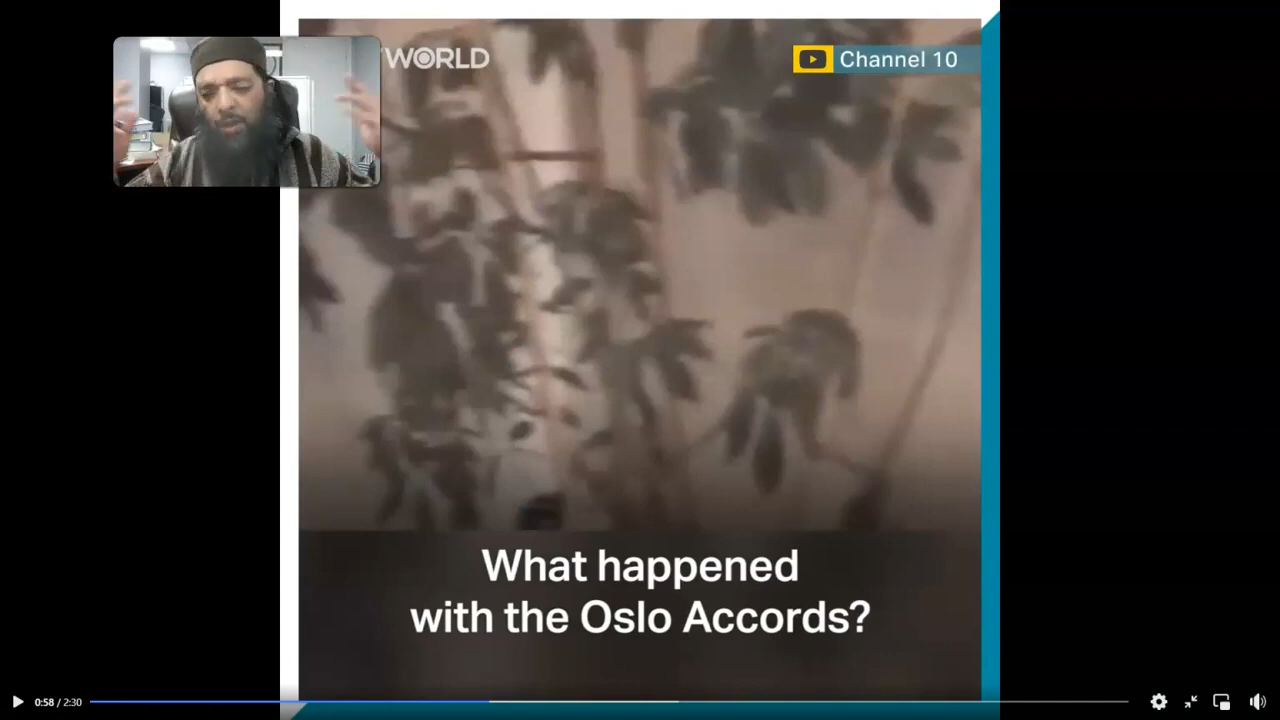 WORLD
Channel 10
What happened
with the Oslo Accords?
0:58 / 2:30